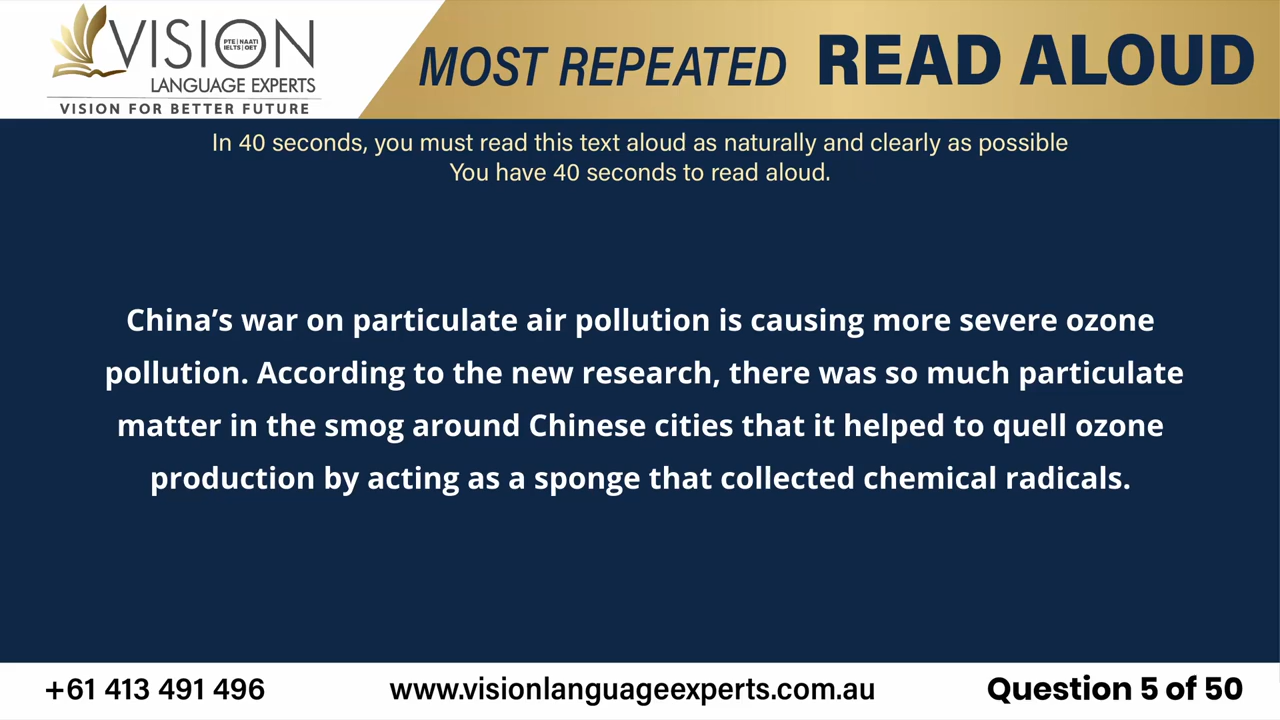 VISION
PTE | NAATI
IELTS | OET
LANGUAGE EXPERTS
VISION FOR BETTER FUTURE
MOST REPEATED READ ALOUD
In 40 seconds, you must read this text aloud as naturally and clearly as possible
You have 40 seconds to read aloud.
China’s war on particulate air pollution is causing more severe ozone
pollution. According to the new research, there was so much particulate
matter in the smog around Chinese cities that it helped to quell ozone
production by acting as a sponge that collected chemical radicals.
+61 413 491 496
www.visionlanguageexperts.com.au
Question 5 of 50